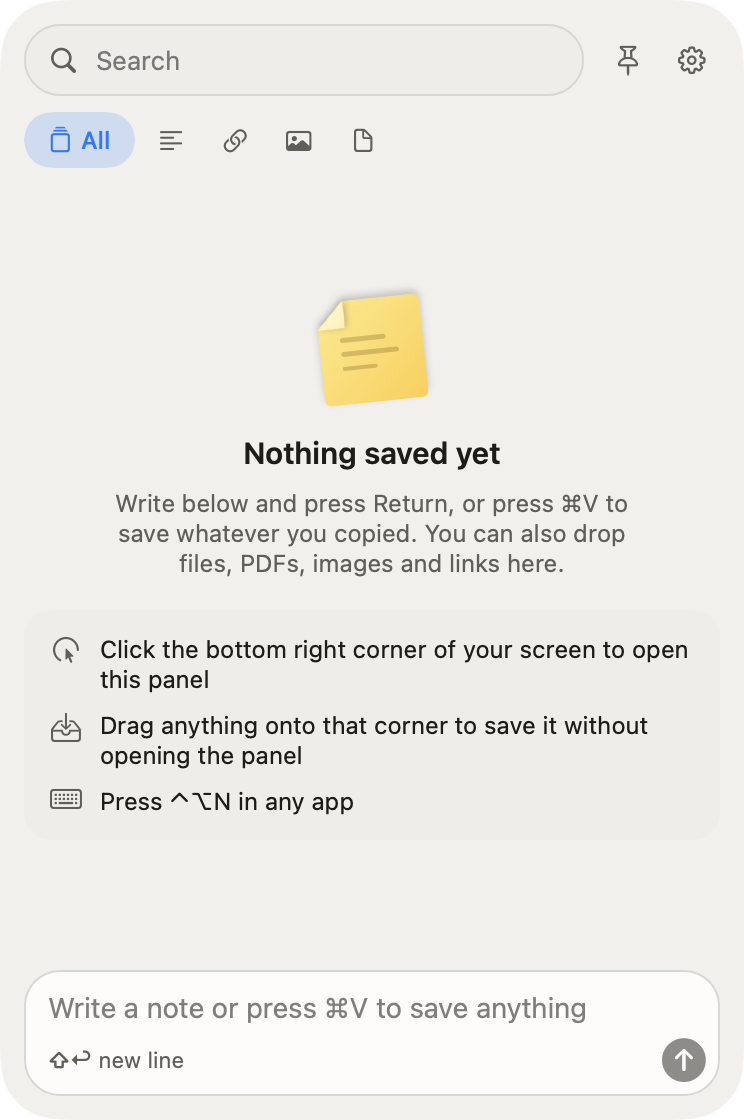 Search
All
Nothing saved yet
Write below and press Return, or press ⌘V to
save whatever you copied. You can also drop
files, PDFs, images and links here.
Click the bottom right corner of your screen to open
this panel
Drag anything onto that corner to save it without
opening the panel
Press ⌃⌥N in any app
Write a note or press ⌘V to save anything
⇧↩ new line